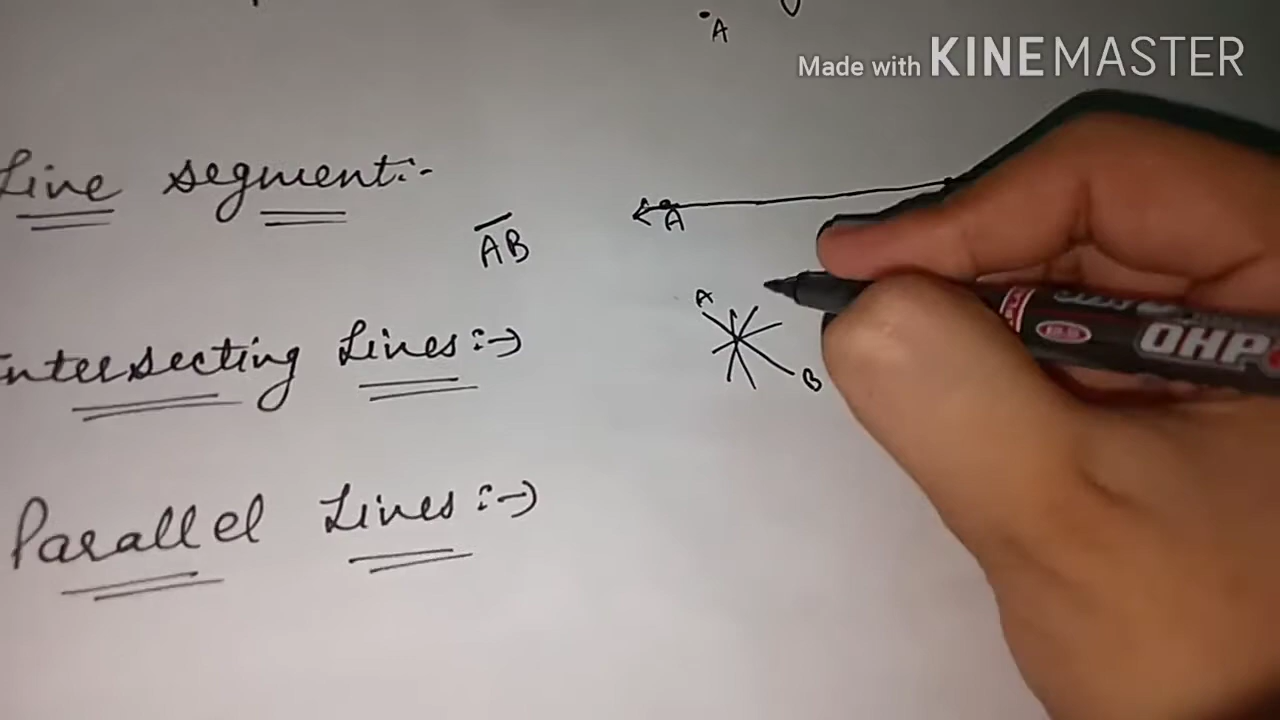 A
Made with KINEMASTER
Line segment:-
AB
A
Intersecting Lines:→
A
B
OHP
Parallel Lines:→